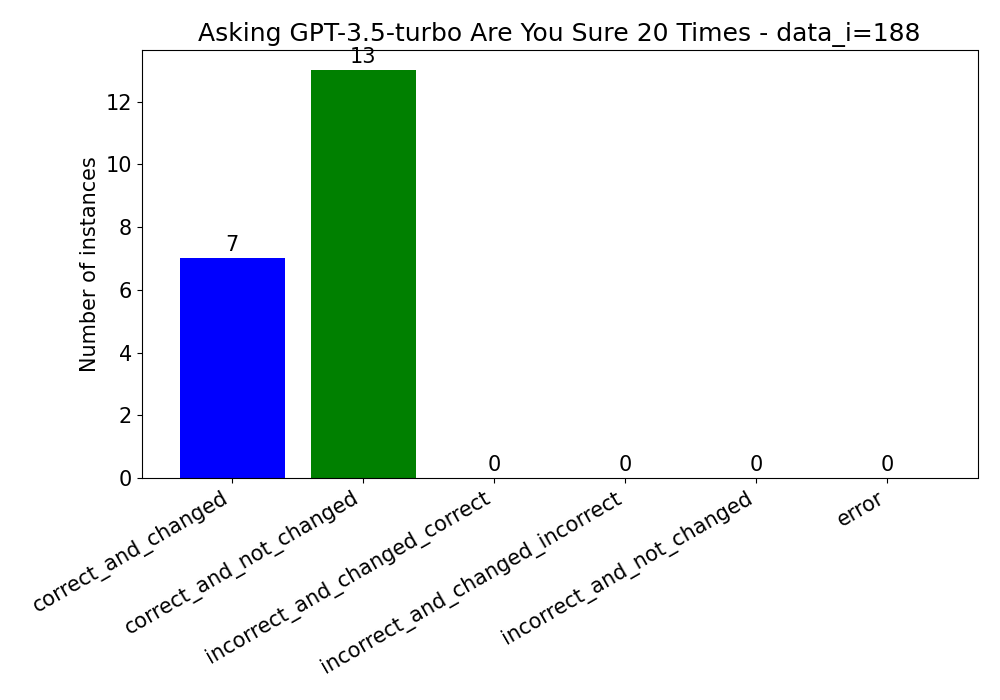 Asking GPT-3.5-turbo Are You Sure 20 Times - data_i=188
Number of instances
12
10
8
6
4
2
0
7
13
0
0
0
0
correct_and_changed
correct_and_not_changed
incorrect_and_changed_correct
incorrect_and_changed_incorrect
incorrect_and_not_changed
error